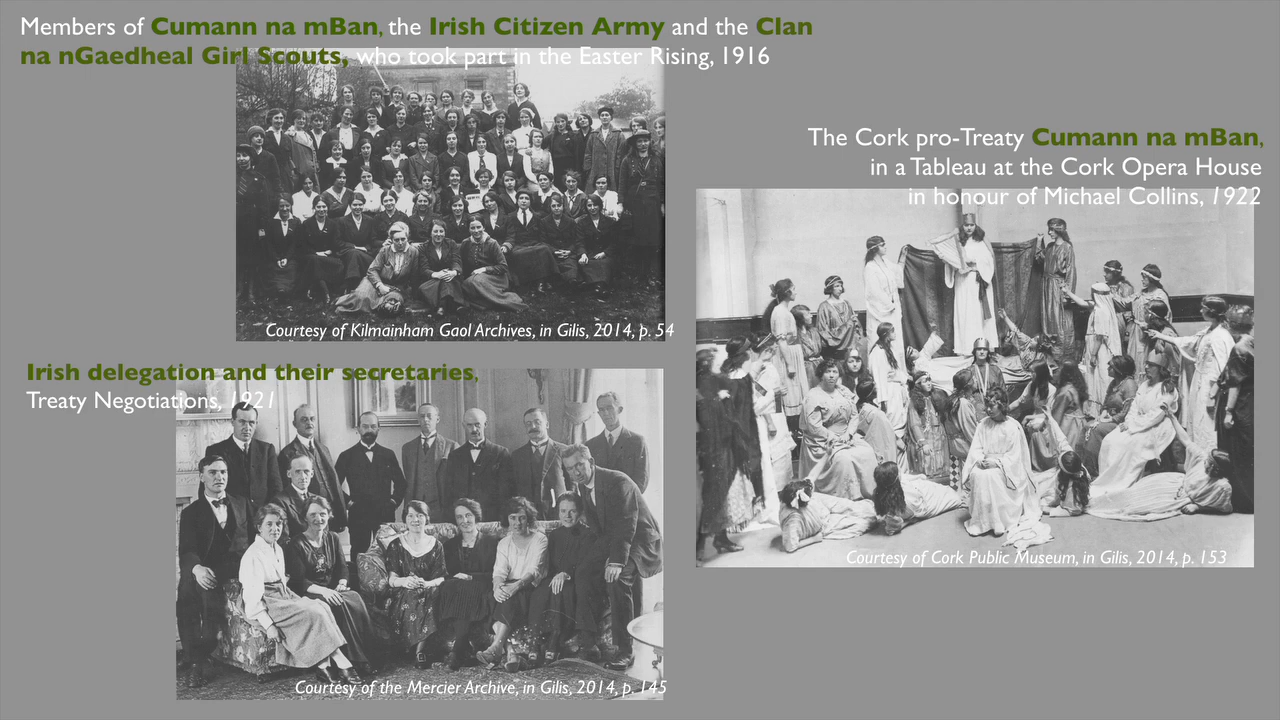 Members of Cumann na mBan, the Irish Citizen Army and the Clan
na nGaedheal Girl Scouts, who took part in the Easter Rising, 1916
Courtesy of Kilmainham Gaol Archives, in Gilis, 2014, p. 54
The Cork pro-Treaty Cumann na mBan,
in a Tableau at the Cork Opera House
in honour of Michael Collins, 1922
Courtesy of Cork Public Museum, in Gilis, 2014, p. 153
Irish delegation and their secretaries,
Treaty Negotiations, 1921
Courtesy of the Mercier Archive, in Gilis, 2014, p. 145